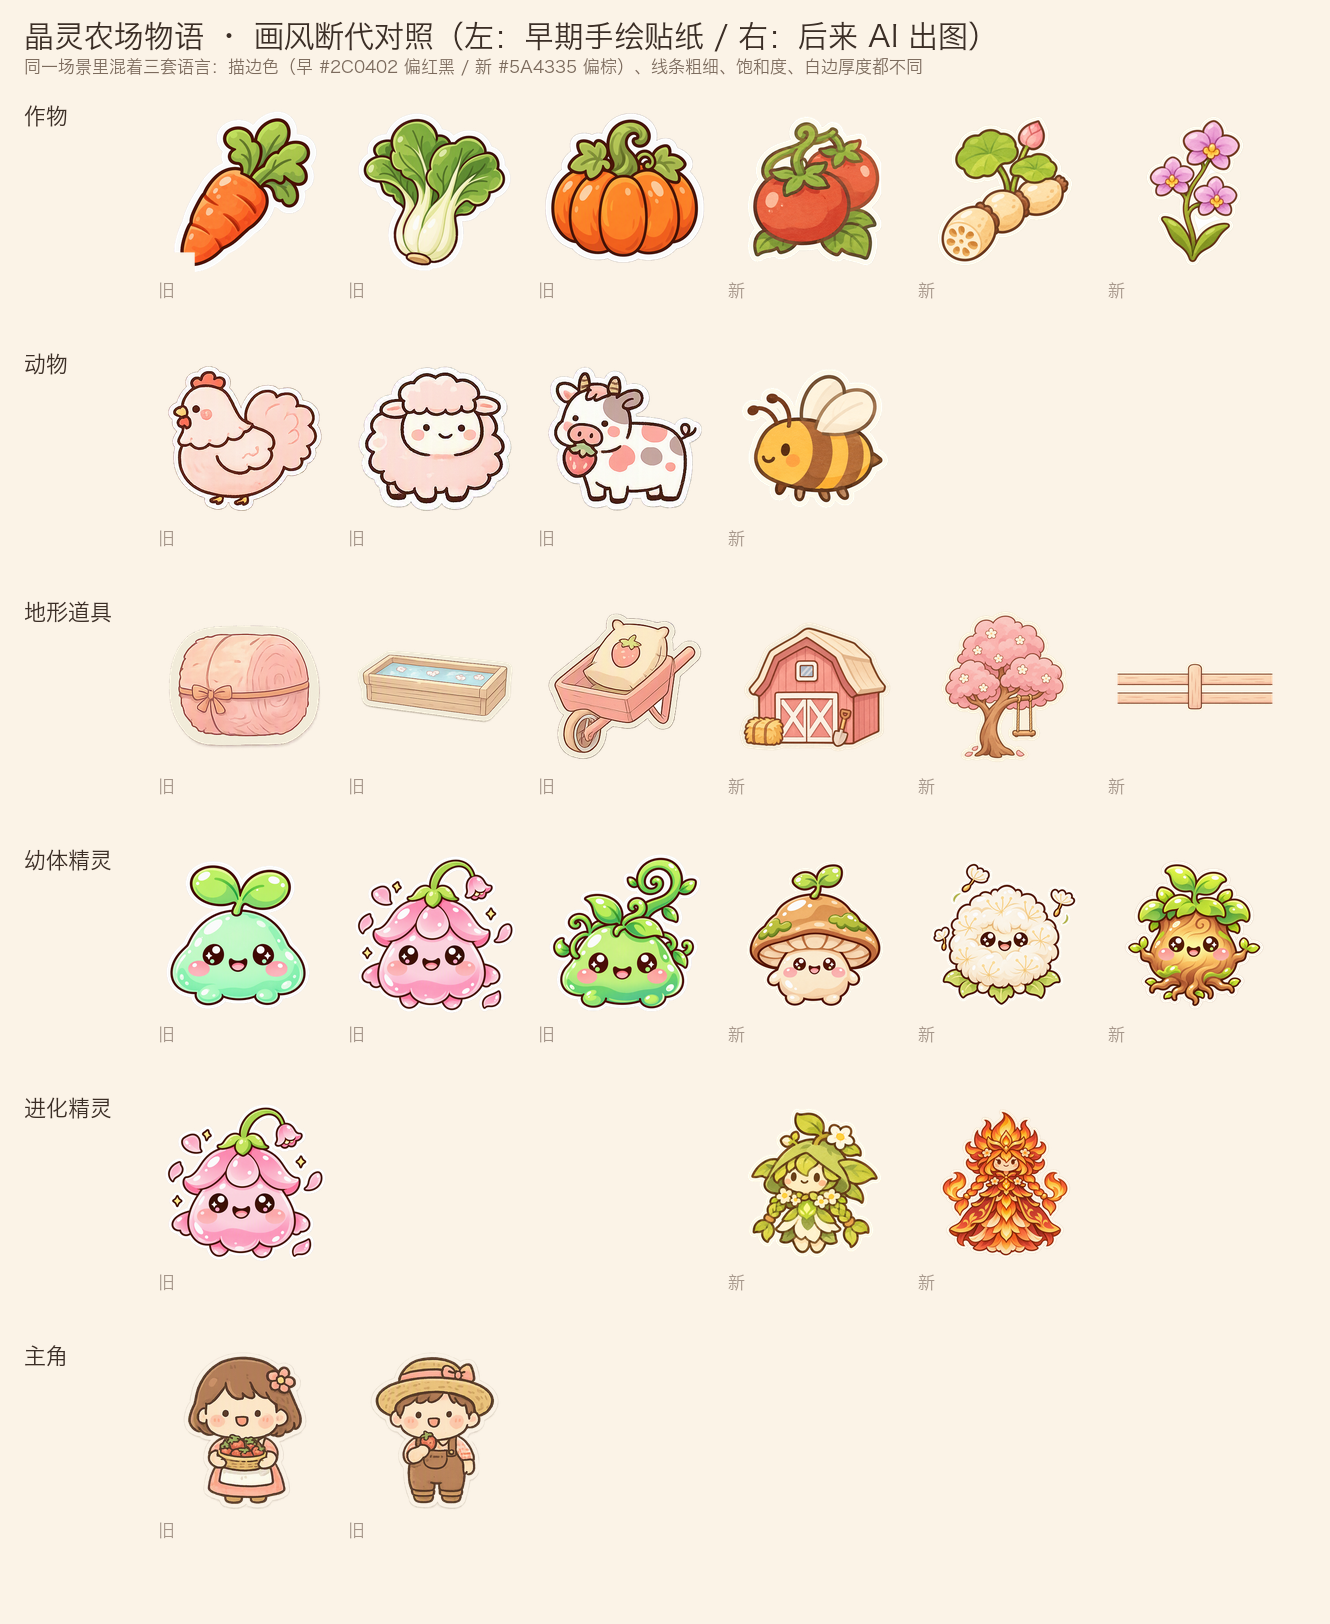 晶灵农场物语 · 画风断代对照（左：早期手绘贴纸 / 右：后来 AI 出图）
同一场景里混着三套语言：描边色（早 #2C0402 偏红黑 / 新 #5A4335 偏棕）、线条粗细、饱和度、白边厚度都不同
作物
旧 旧 旧 新 新 新
动物
旧 旧 旧 新
地形道具
旧 旧 旧 新 新 新
幼体精灵
旧 旧 旧 新 新 新
进化精灵
旧 新 新
主角
旧 旧